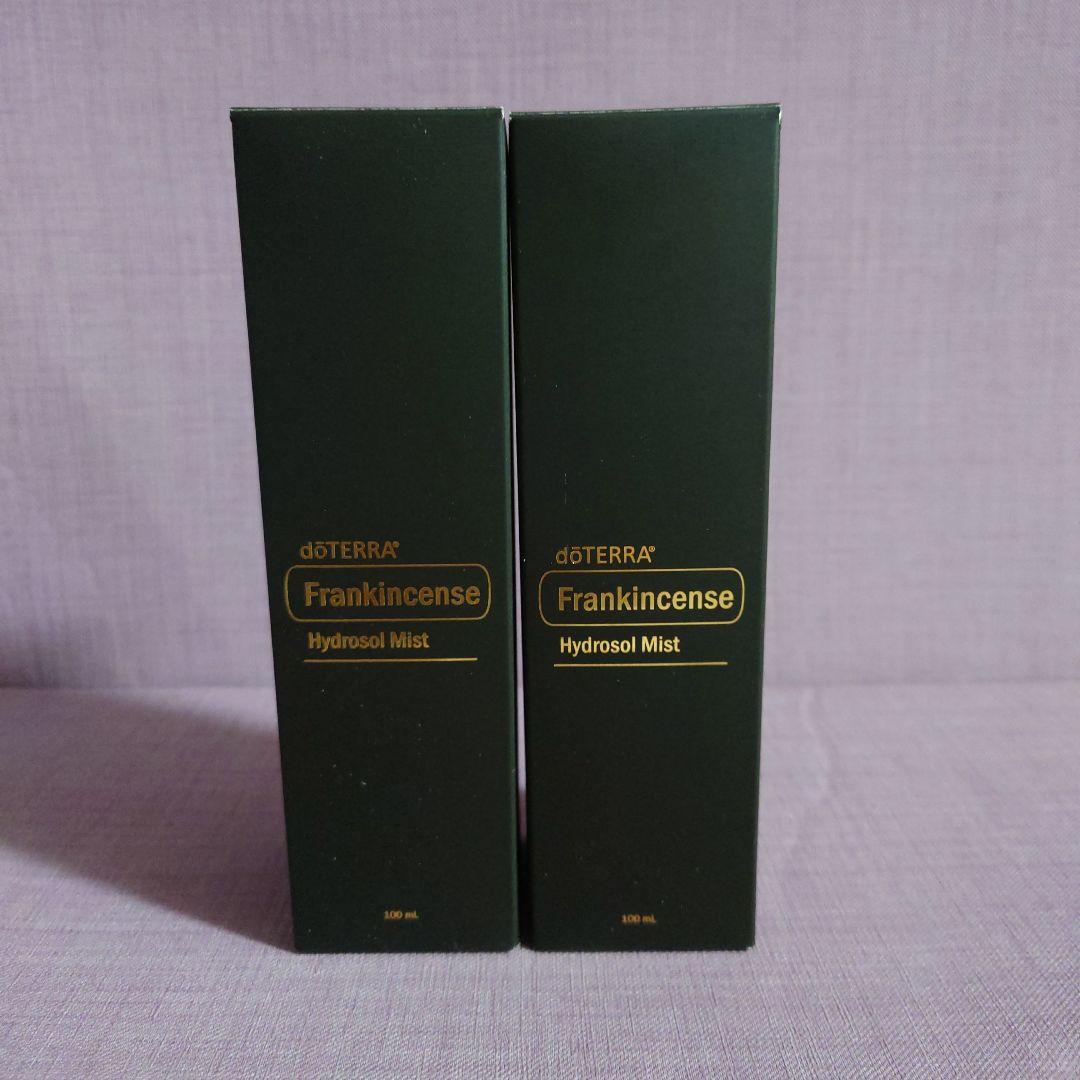 dōTERRA®
Frankincense
Hydrosol Mist
100 mL
dōTERRA®
Frankincense
Hydrosol Mist
100 mL